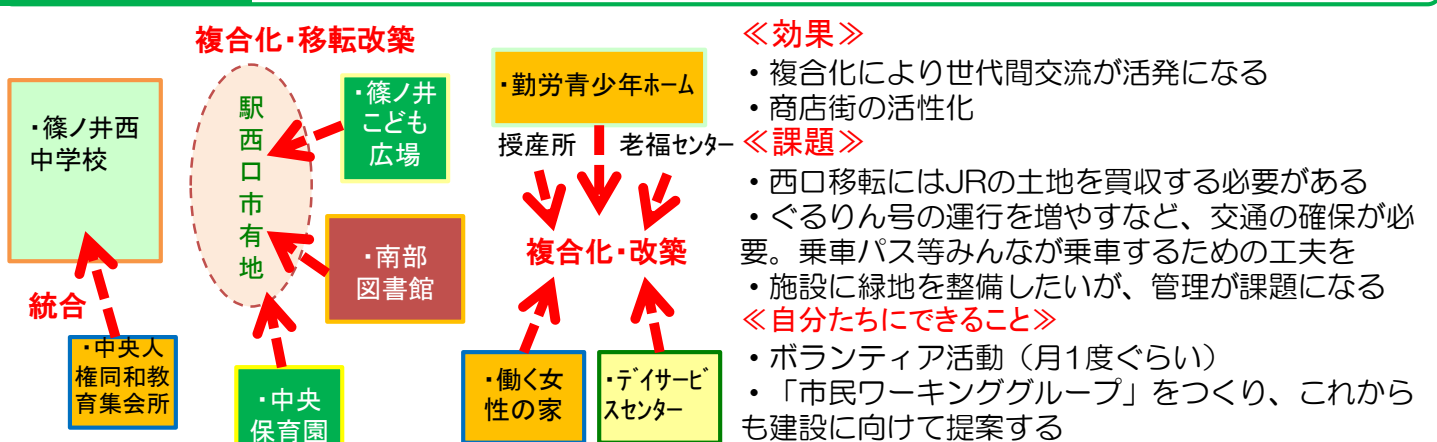 複合化・移転改築
・篠ノ井西
中学校
駅西口市有地
・篠ノ井
こども
広場
・南部
図書館
統合
・中央人
権同和教
育集会所
・中央
保育園
・勤労青少年ホーム
授産所
老福センター
複合化・改築
・働く女
性の家
・デイサービ
スセンター
≪効果≫
・複合化により世代間交流が活発になる
・商店街の活性化
≪課題≫
・西口移転にはJRの土地を買収する必要がある
・ぐるりん号の運行を増やすなど、交通の確保が必
要。乗車パス等みんなが乗車するための工夫を
・施設に緑地を整備したいが、管理が課題になる
≪自分たちにできること≫
・ボランティア活動（月1度ぐらい）
・「市民ワーキンググループ」をつくり、これから
も建設に向けて提案する